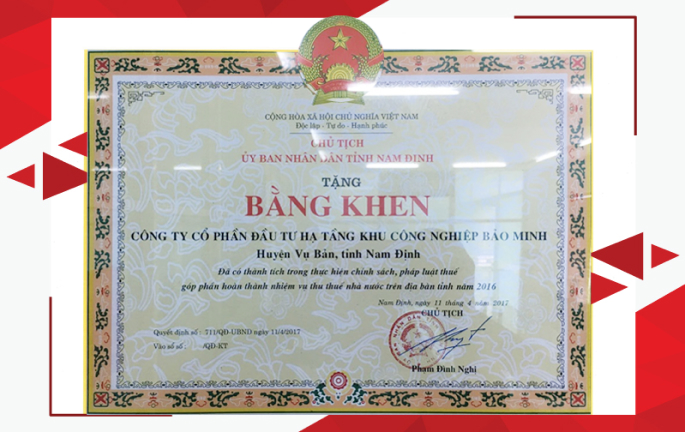 CỘNG HÒA XÃ HỘI CHỦ NGHĨA VIỆT NAM
Độc lập - Tự do - Hạnh phúc
CHỦ TỊCH
ỦY BAN NHÂN DÂN TỈNH NAM ĐỊNH
TẶNG
BẰNG KHEN
CÔNG TY CỔ PHẦN ĐẦU TƯ HẠ TẦNG KHU CÔNG NGHIỆP BẢO MINH
Huyện Vụ Bản, tỉnh Nam Định
Đã có thành tích trong thực hiện chính sách, pháp luật thuế
góp phần hoàn thành nhiệm vụ thu thuế nhà nước trên địa bàn tỉnh năm 2016
Nam Định, ngày 11 tháng 4 năm 2017
CHỦ TỊCH
Quyết định số : 711/QĐ-UBND ngày 11/4/2017
Vào sổ số : /QĐ-KT
Phạm Đình Nghị